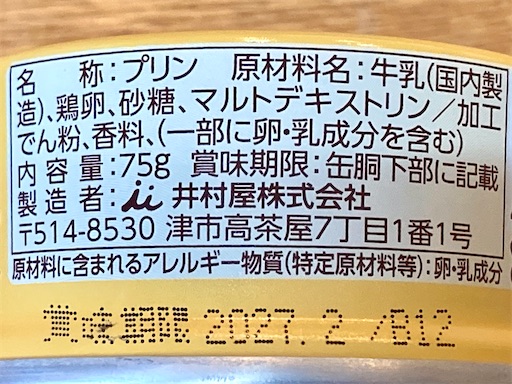 名　称:プリン　原材料名:牛乳(国内製
造)、鶏卵、砂糖、マルトデキストリン／加工
でん粉、香料、(一部に卵・乳成分を含む)
内 容 量:75g　賞味期限:缶胴下部に記載
製 造 者:井村屋株式会社
〒514-8530 津市高茶屋7丁目1番1号
原材料に含まれるアレルギー物質(特定原材料等):卵・乳成分
賞味期限 2027.2 /B12